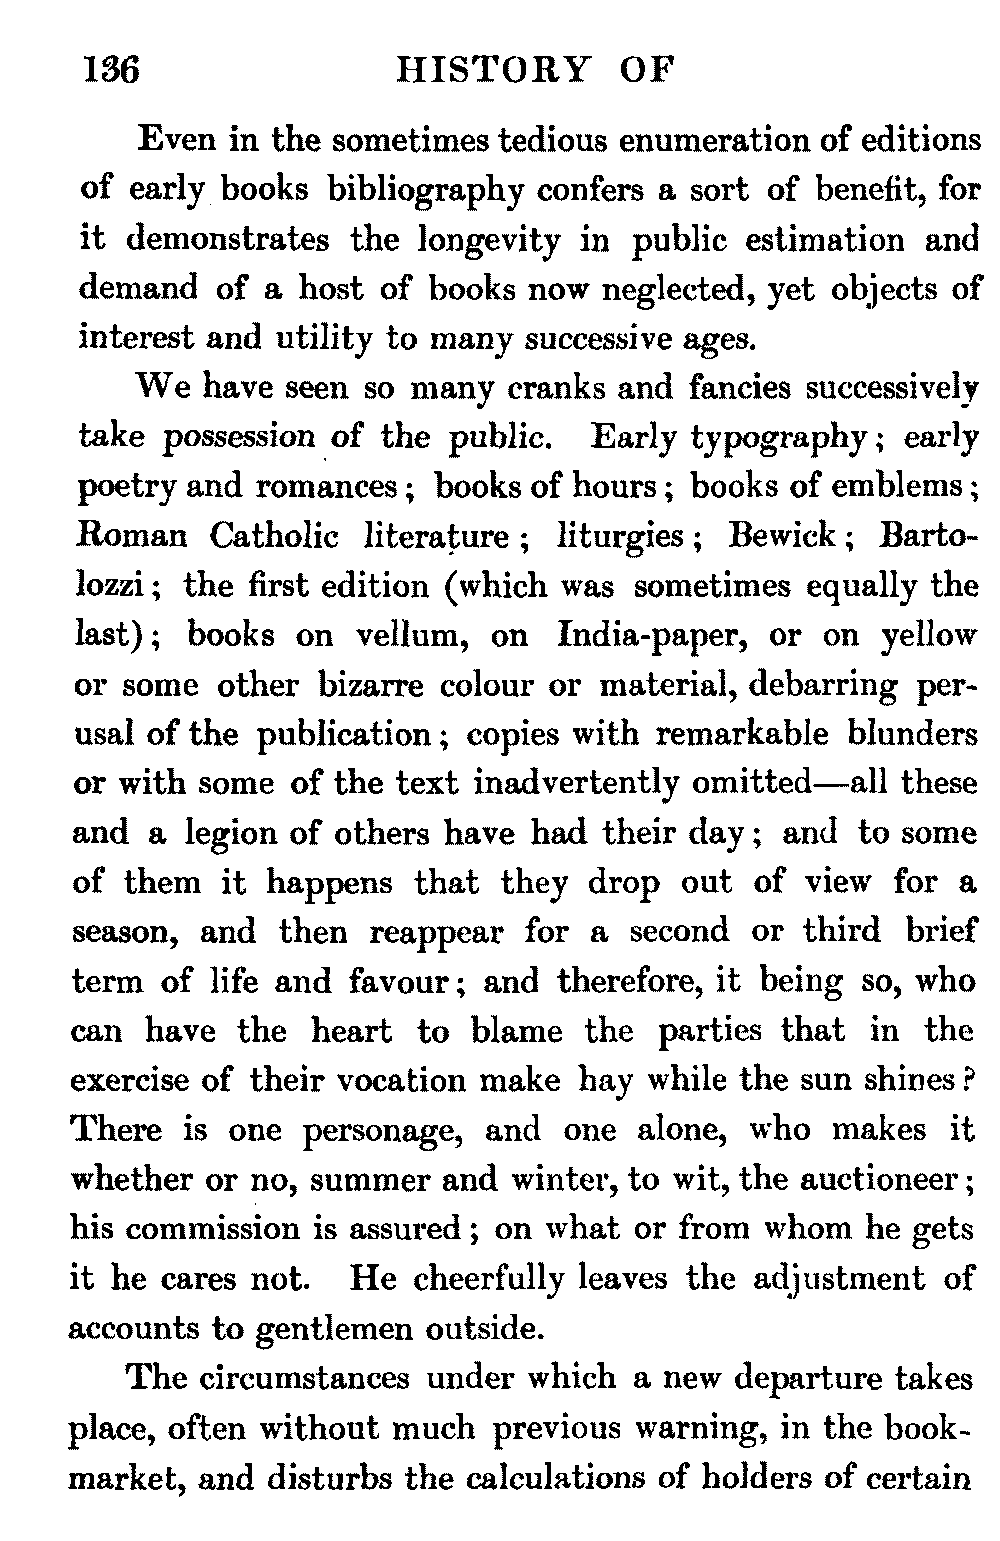 136 HISTORY OF
Even in the sometimes tedious enumeration of editions
of early books bibliography confers a sort of benefit, for
it demonstrates the longevity in public estimation and
demand of a host of books now neglected, yet objects of
interest and utility to many successive ages.
We have seen so many cranks and fancies successively
take possession of the public. Early typography; early
poetry and romances; books of hours; books of emblems;
Roman Catholic literature; liturgies; Bewick; Barto-
lozzi; the first edition (which was sometimes equally the
last); books on vellum, on India-paper, or on yellow
or some other bizarre colour or material, debarring per-
usal of the publication; copies with remarkable blunders
or with some of the text inadvertently omitted—all these
and a legion of others have had their day; and to some
of them it happens that they drop out of view for a
season, and then reappear for a second or third brief
term of life and favour; and therefore, it being so, who
can have the heart to blame the parties that in the
exercise of their vocation make hay while the sun shines?
There is one personage, and one alone, who makes it
whether or no, summer and winter, to wit, the auctioneer;
his commission is assured; on what or from whom he gets
it he cares not. He cheerfully leaves the adjustment of
accounts to gentlemen outside.
The circumstances under which a new departure takes
place, often without much previous warning, in the book-
market, and disturbs the calculations of holders of certain